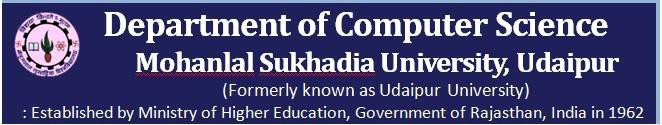 Department of Computer Science
Mohanlal Sukhadia University, Udaipur
(Formerly known as Udaipur University)
: Established by Ministry of Higher Education, Government of Rajasthan, India in 1962